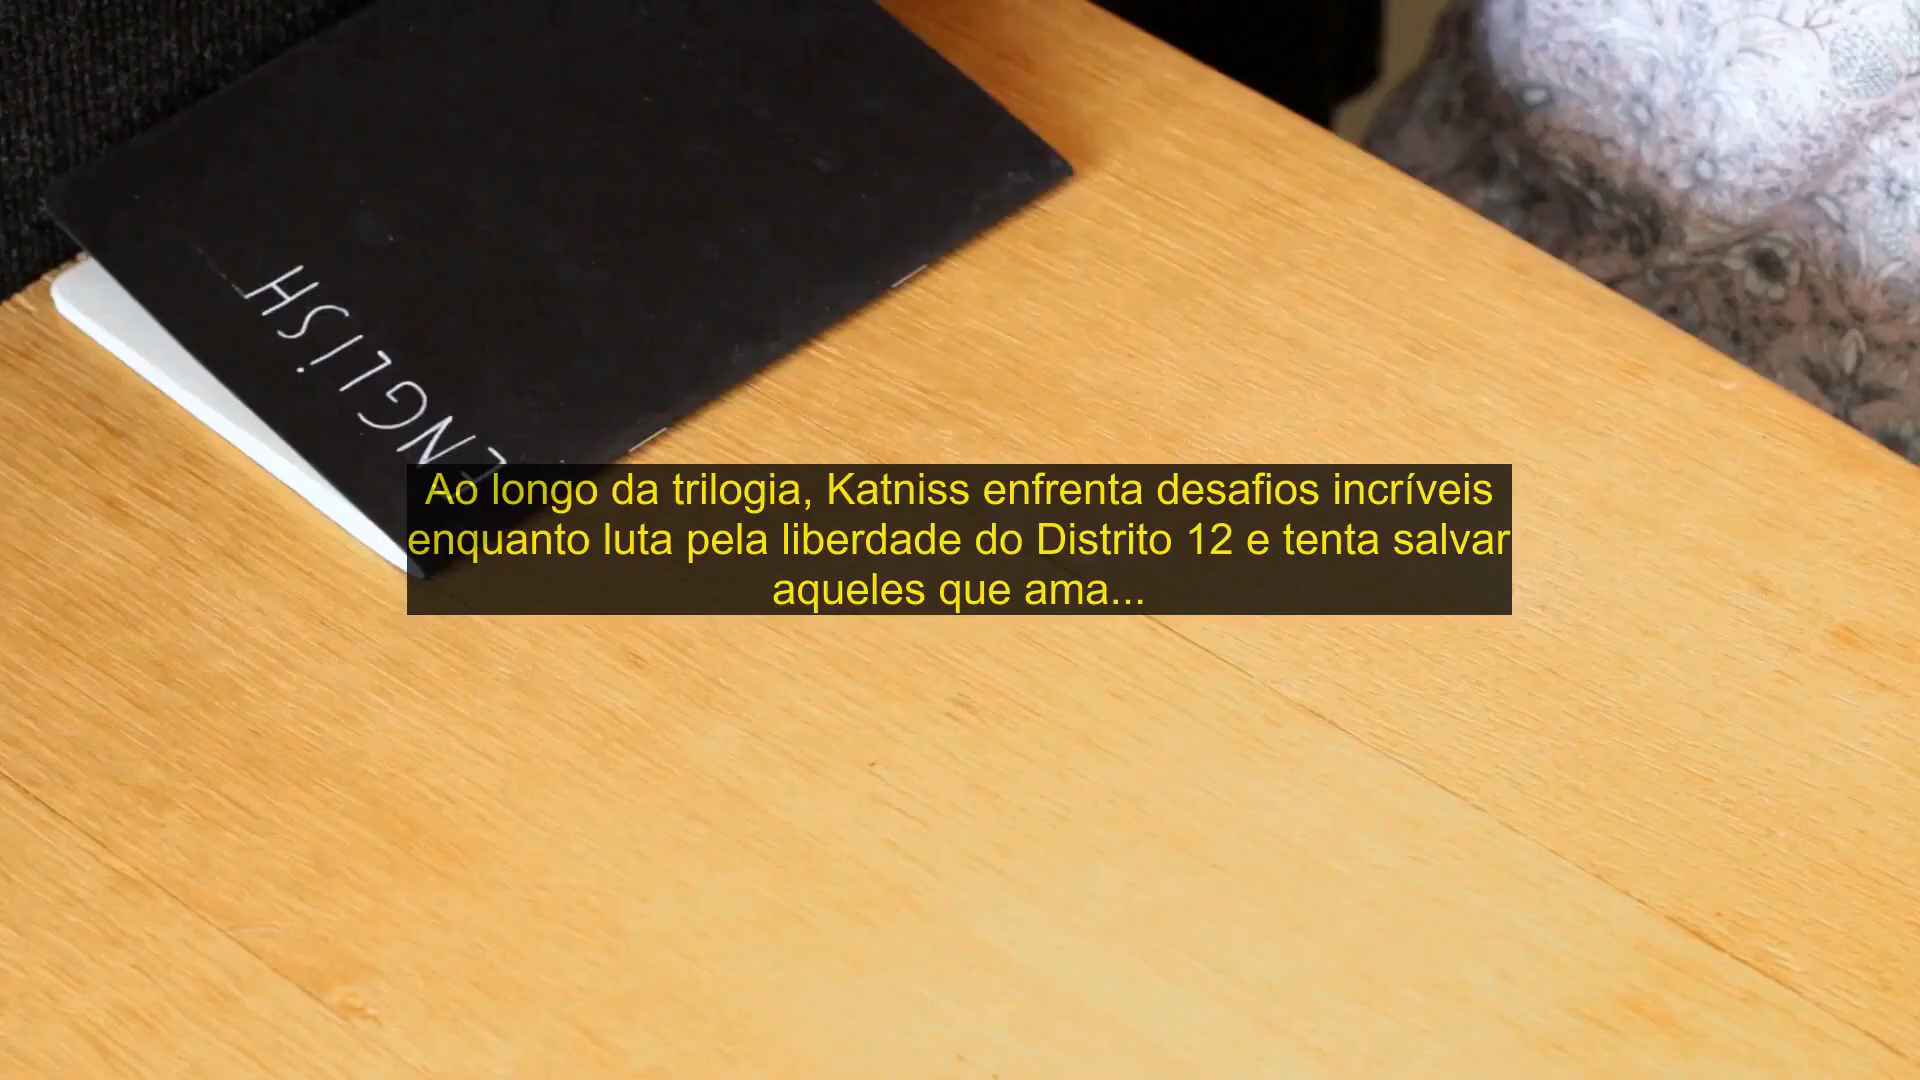 ENGLISH
Ao longo da trilogia, Katniss enfrenta desafios incríveis
enquanto luta pela liberdade do Distrito 12 e tenta salvar
aqueles que ama...